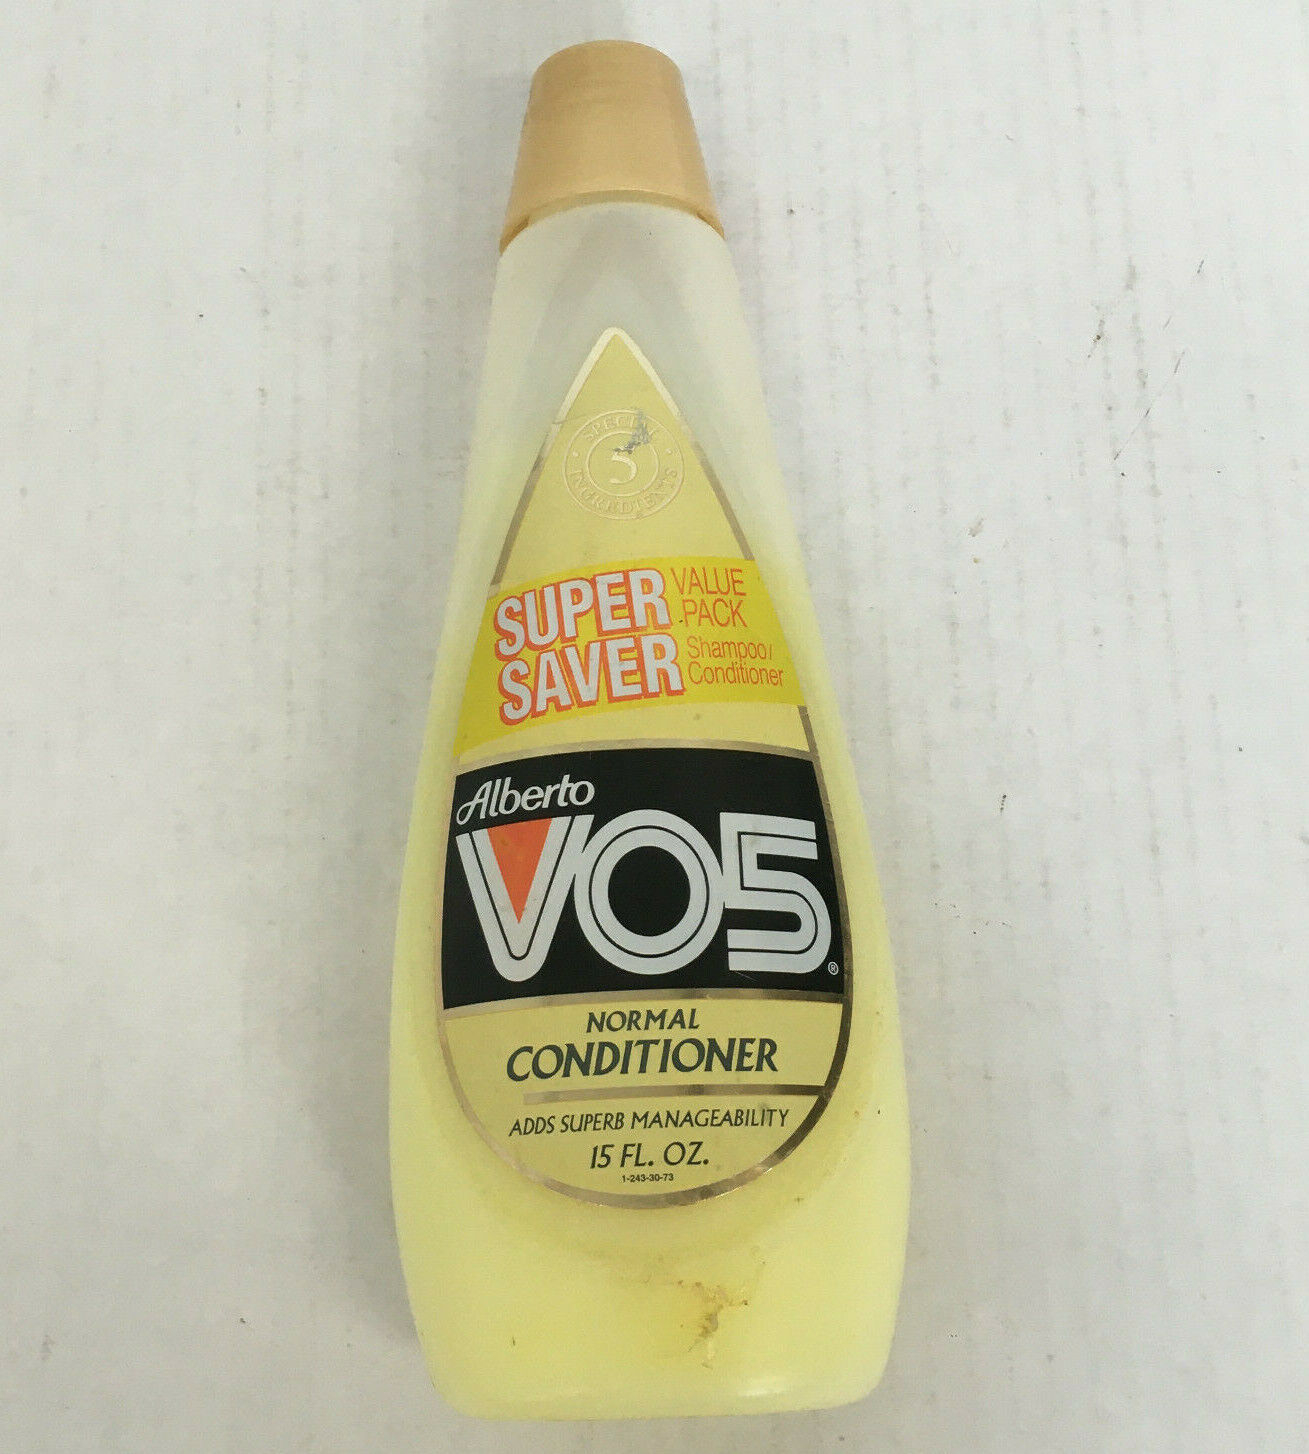 SPECIAL
5
INGREDIENTS
SUPER
SAVER
VALUE
PACK
Shampoo/
Conditioner
Alberto
VO5®
NORMAL
CONDITIONER
ADDS SUPERB MANAGEABILITY
15 FL. OZ.
1-243-30-73